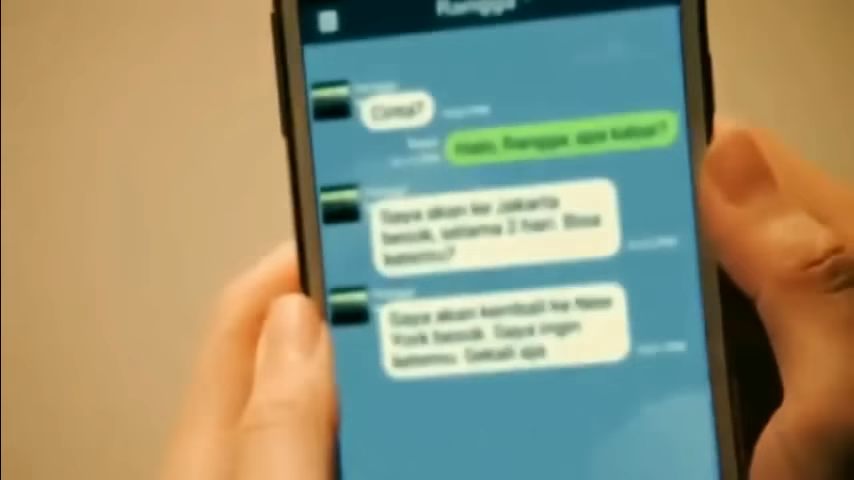 Rangga
Cinta?
Halo, Rangga apa kabar?
Saya akan ke Jakarta
besok, selama 2 hari. Bisa
ketemu?
Saya akan kembali ke New
York besok. Saya ingin
ketemu. Sekali aja